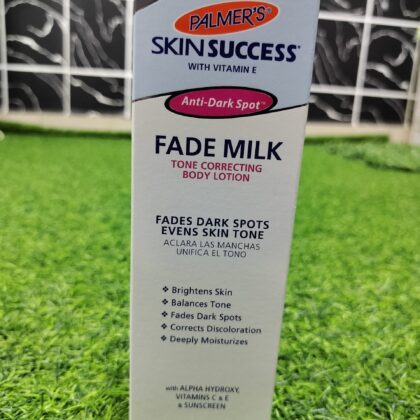 PALMER'S®
SKIN SUCCESS®
WITH VITAMIN E
Anti-Dark Spot™
FADE MILK
TONE CORRECTING
BODY LOTION
FADES DARK SPOTS
EVENS SKIN TONE
ACLARA LAS MANCHAS
UNIFICA EL TONO
❖ Brightens Skin
❖ Balances Tone
❖ Fades Dark Spots
❖ Corrects Discoloration
❖ Deeply Moisturizes
with ALPHA HYDROXY,
VITAMINS C & E
& SUNSCREEN